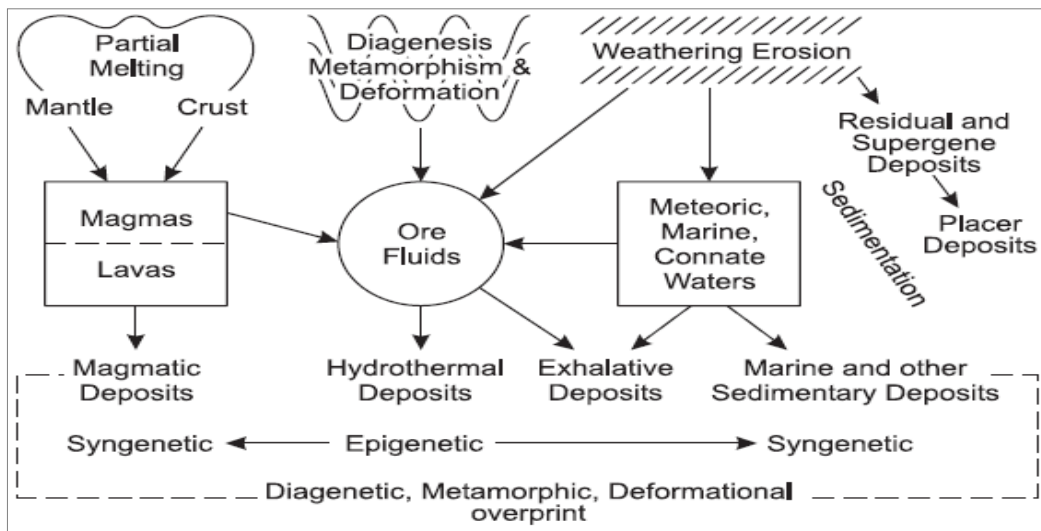 Partial
Melting
Mantle
Crust
Diagenesis
Metamorphism &
Deformation
Weathering Erosion
Residual and
Supergene
Deposits
Placer
Deposits
Sedimentation
Magmas
Lavas
Ore
Fluids
Meteoric,
Marine,
Connate
Waters
Magmatic
Deposits
Hydrothermal
Deposits
Exhalative
Deposits
Marine and other
Sedimentary Deposits
Syngenetic
Epigenetic
Syngenetic
Diagenetic, Metamorphic, Deformational
overprint